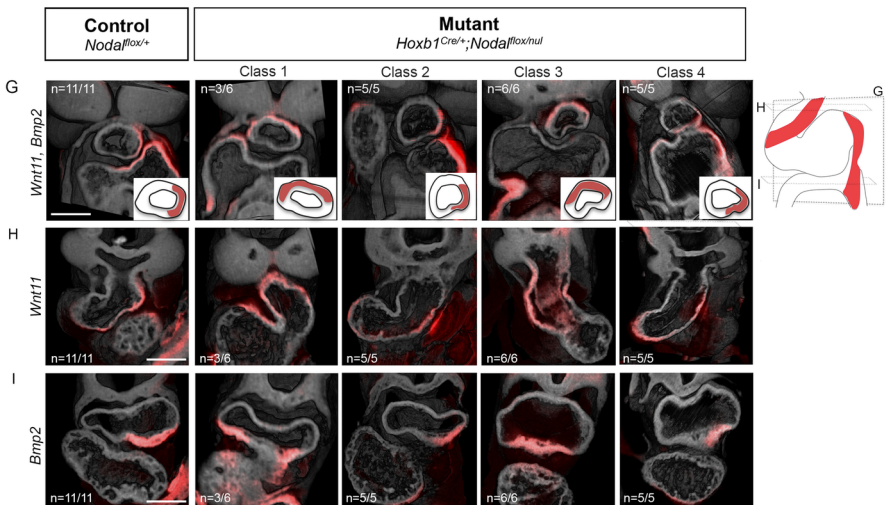 Control
Nodal^flox/+
Mutant
Hoxb1^Cre/+;Nodal^flox/nul
Class 1
Class 2
Class 3
Class 4
G
Wnt11, Bmp2
n=11/11
n=3/6
n=5/5
n=6/6
n=5/5
G
H
I
H
Wnt11
n=11/11
n=3/6
n=5/5
n=6/6
n=5/5
I
Bmp2
n=11/11
n=3/6
n=5/5
n=6/6
n=5/5